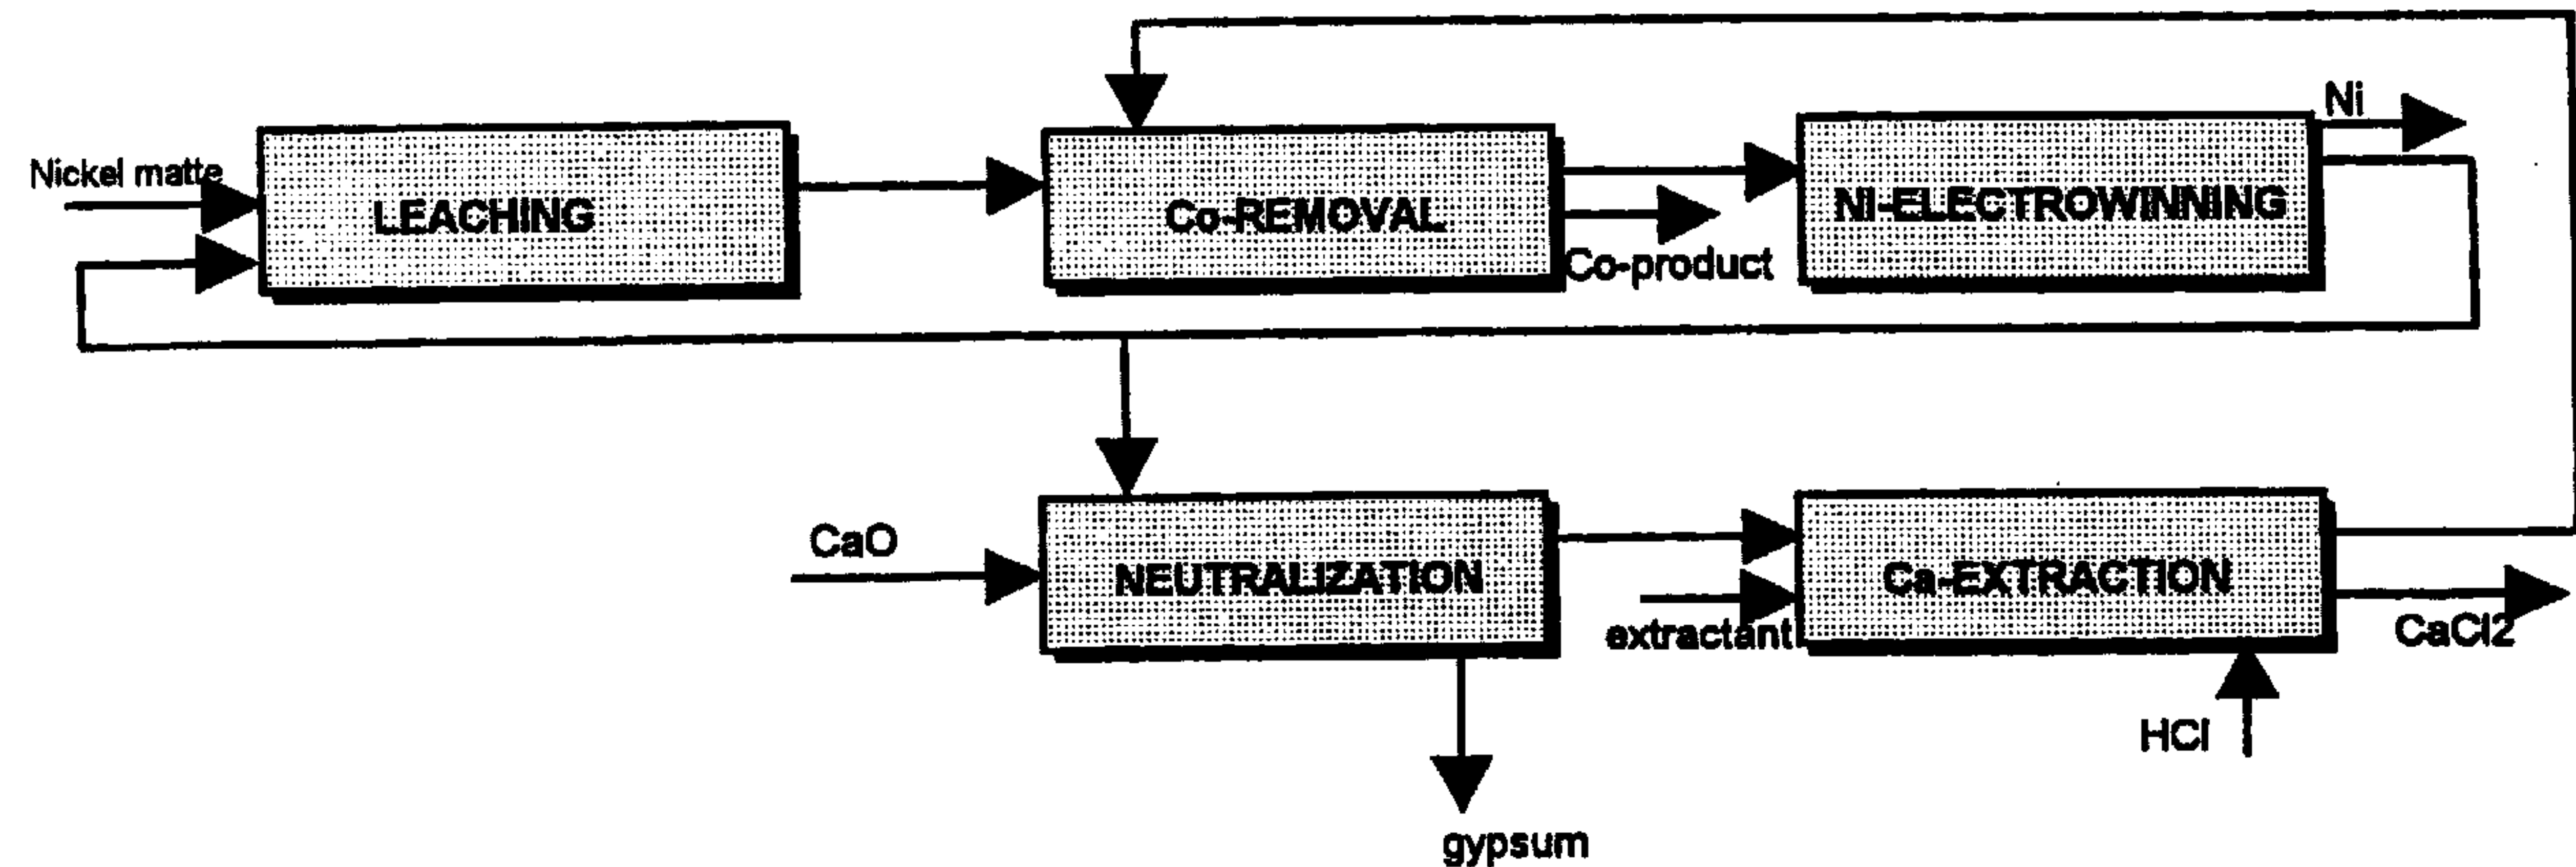 Ni
Nickel matte
LEACHING
Co-REMOVAL
NI-ELECTROWINNING
Co-product
CaO
NEUTRALIZATION
Ca-EXTRACTION
extractant
CaCl2
HCl
gypsum